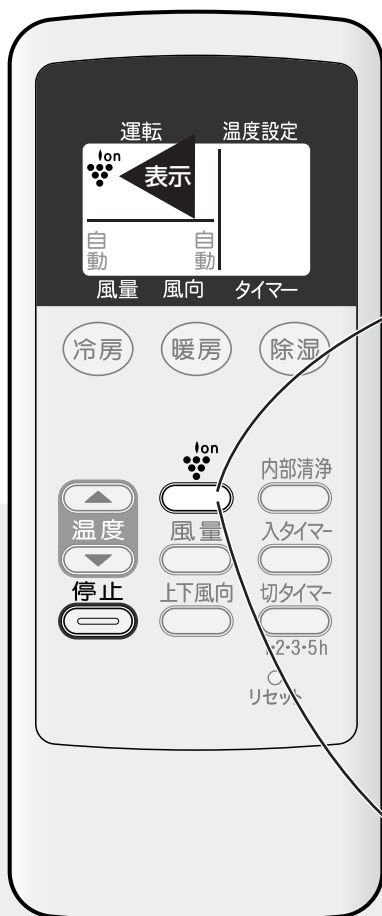 運転 温度設定
ion
表示
自動 自動
風量 風向 タイマー
冷房 暖房 除湿
ion
内部清浄
温度 風量 入タイマー
停止 上下風向 切タイマー
1・2・3・5h
リセット